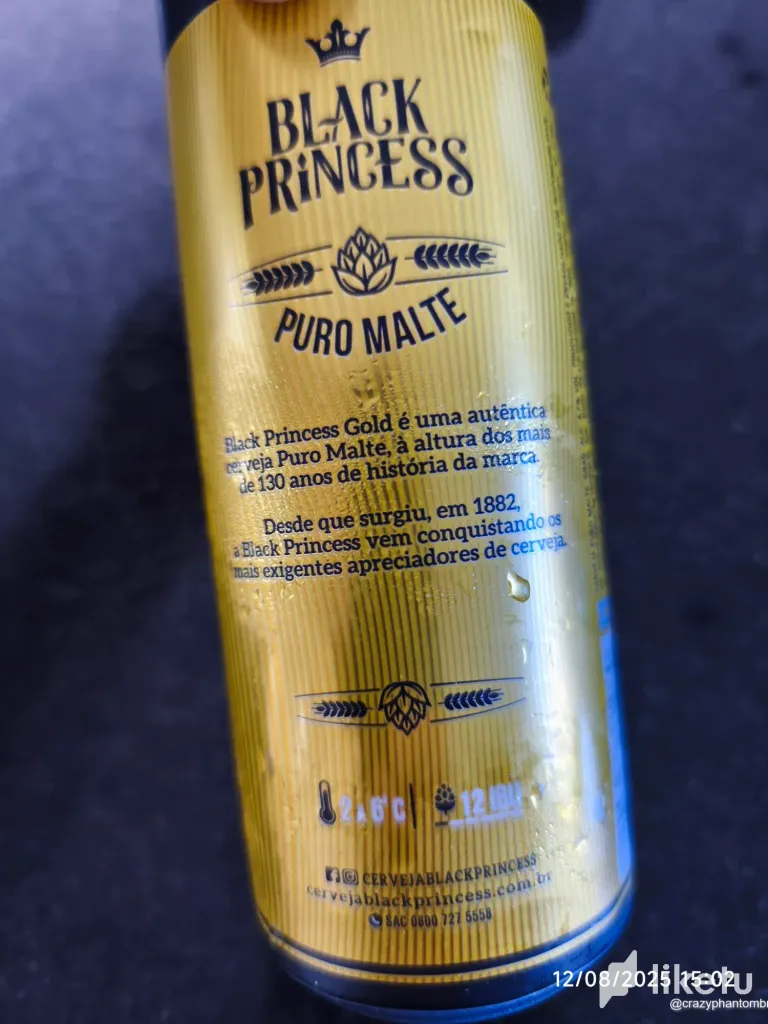 BLACK
PRINCESS
PURO MALTE
Black Princess Gold é uma autêntica
cerveja Puro Malte, à altura dos mais
de 130 anos de história da marca.
Desde que surgiu, em 1882,
a Black Princess vem conquistando os
mais exigentes apreciadores de cerveja.
2 A 6°C
12 IBU
CERVEJABLACKPRINCESS
cervejablackprincess.com.br
SAC 0800 727 5558
12/08/2025 15:02
liketu